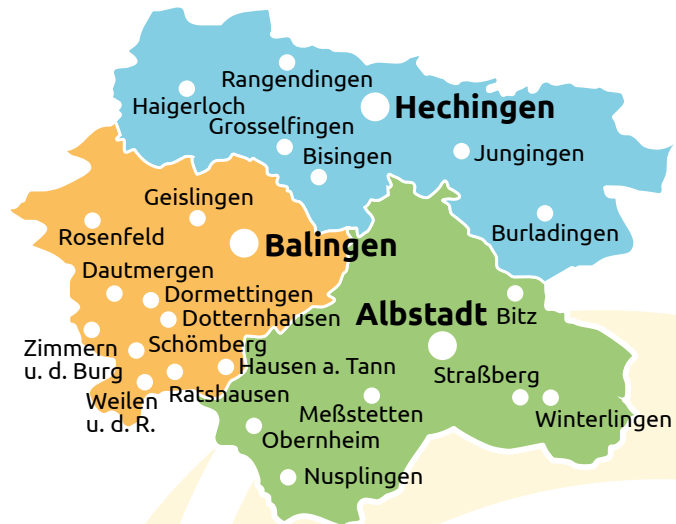 Rangendingen
Haigerloch
Hechingen
Grosselfingen
Bisingen
Jungingen
Geislingen
Burladingen
Rosenfeld
Balingen
Dautmergen
Dormettingen
Dotternhausen
Albstadt
Bitz
Zimmern
u. d. Burg
Schömberg
Hausen a. Tann
Straßberg
Weilen
u. d. R.
Ratshausen
Meßstetten
Winterlingen
Obernheim
Nusplingen